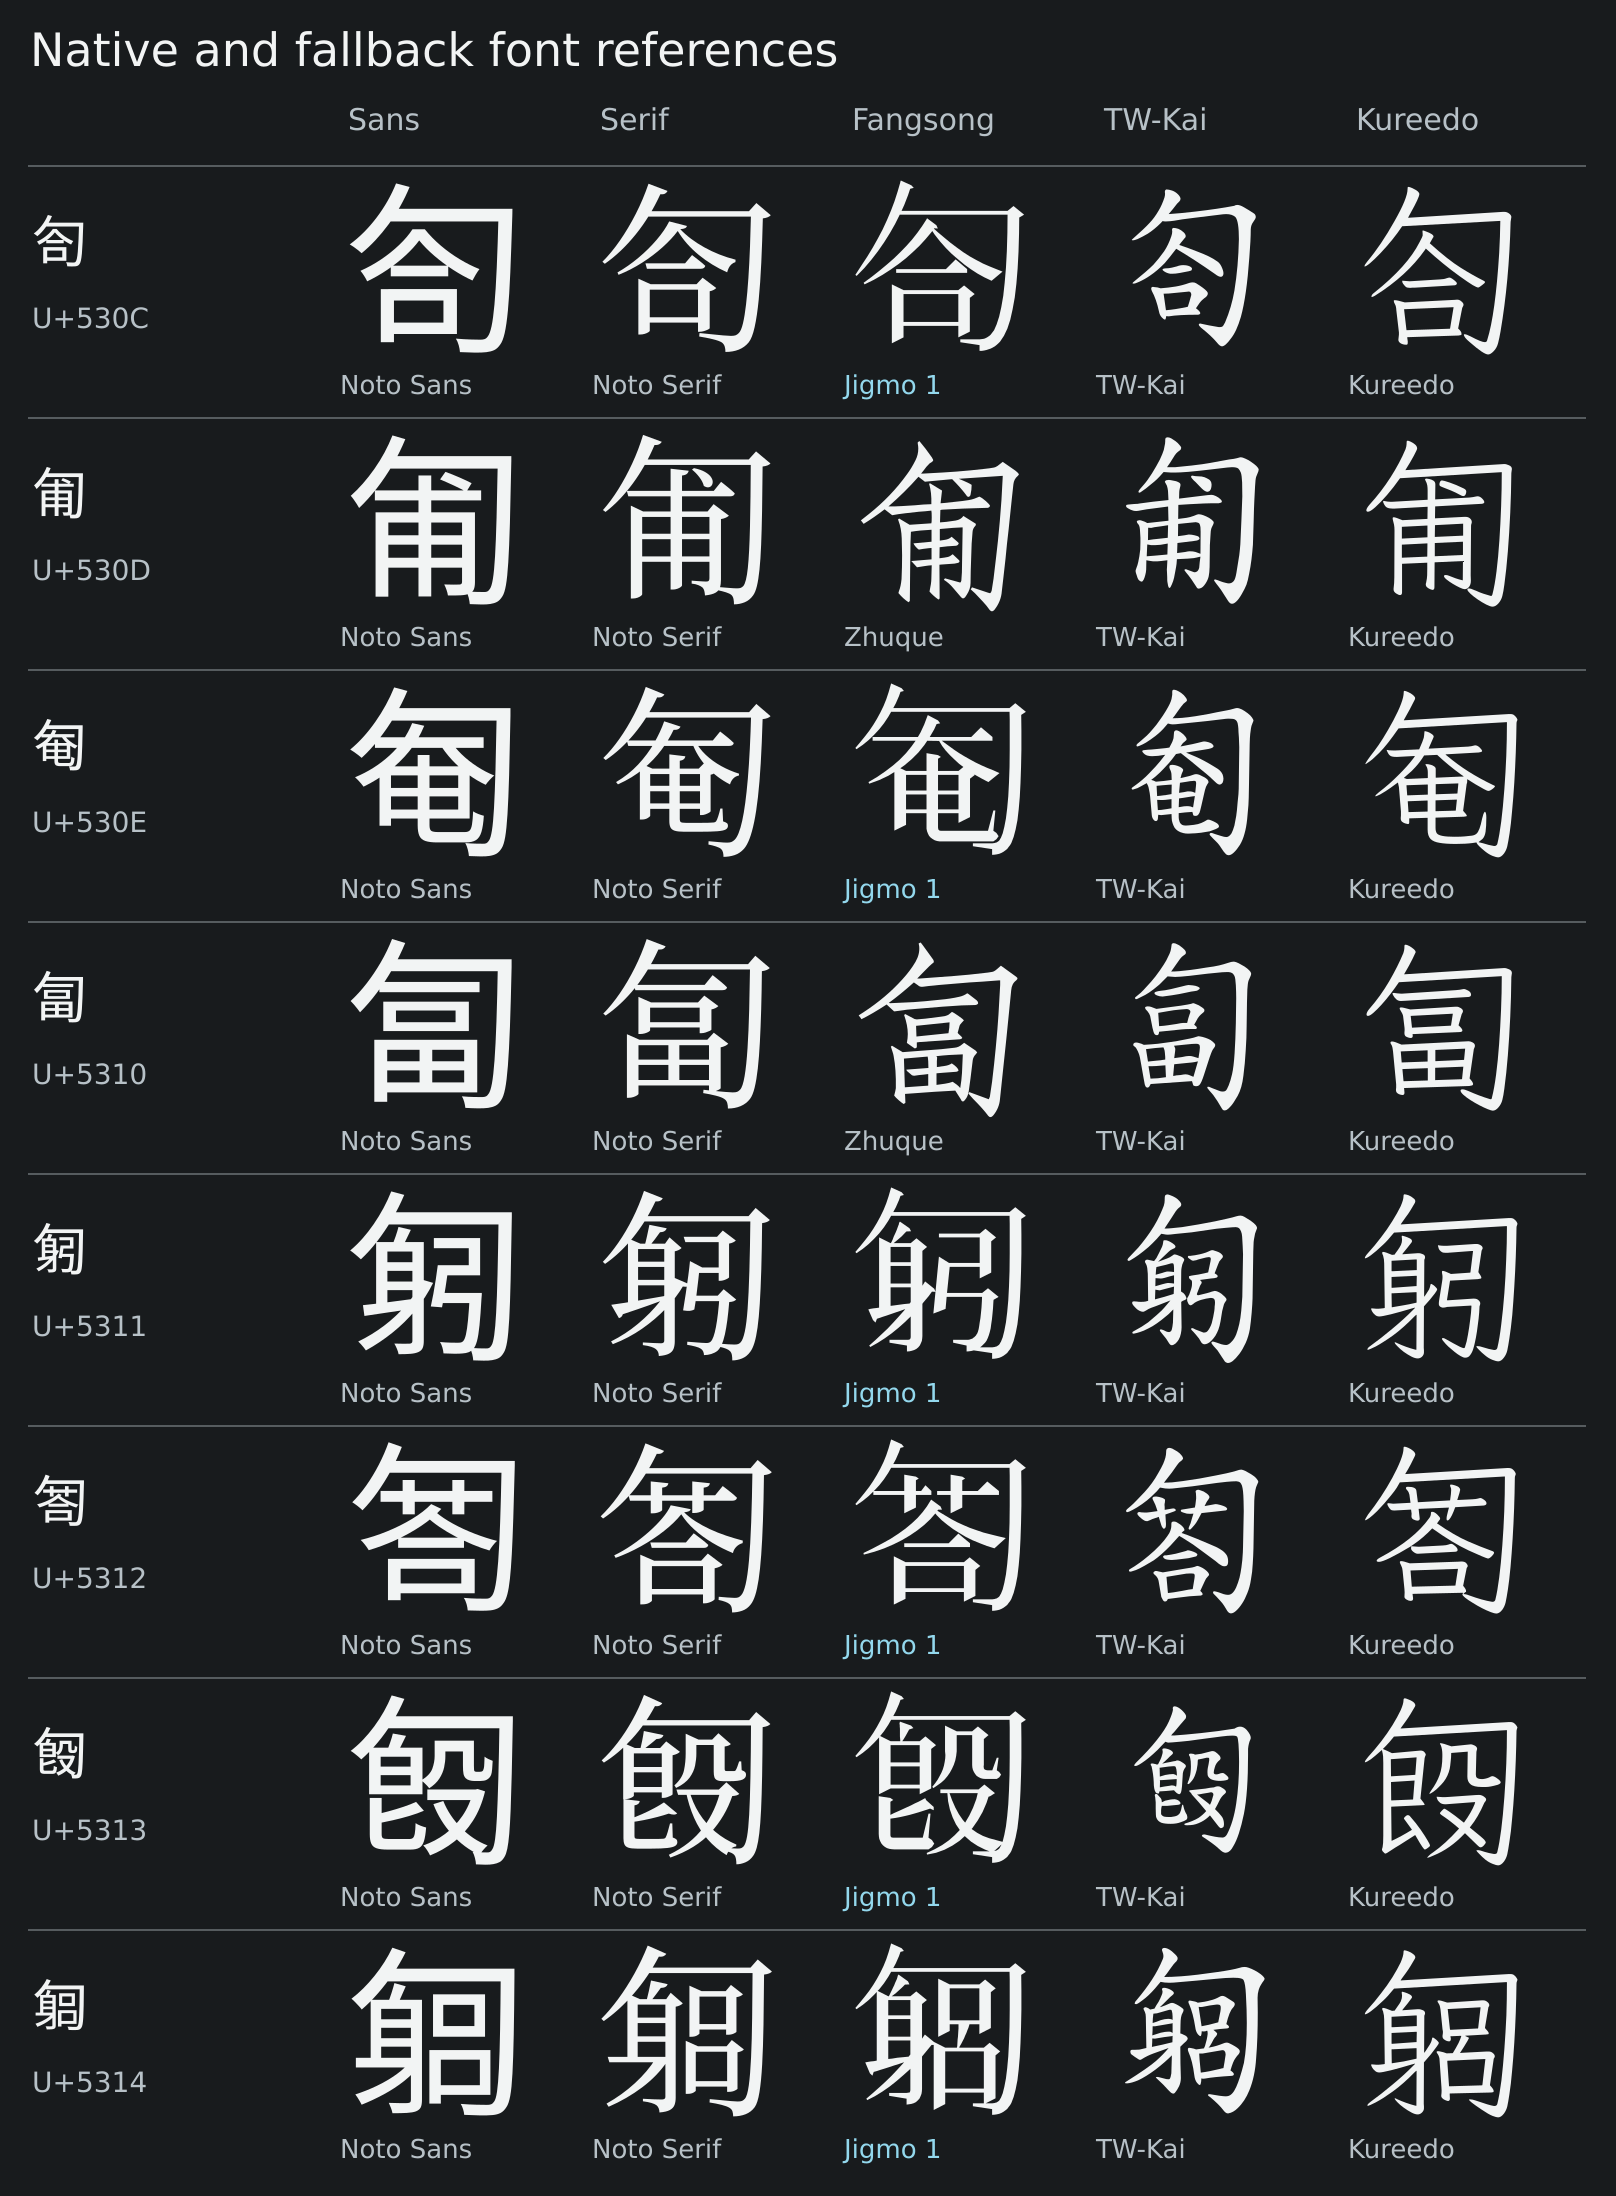 Native and fallback font references
Sans Serif Fangsong TW-Kai Kureedo
匌 匌 匌 匌 匌 匌
U+530C
Noto Sans Noto Serif Jigmo 1 TW-Kai Kureedo
匍 匍 匍 匍 匍 匍
U+530D
Noto Sans Noto Serif Zhuque TW-Kai Kureedo
匎 匎 匎 匎 匎 匎
U+530E
Noto Sans Noto Serif Jigmo 1 TW-Kai Kureedo
匐 匐 匐 匐 匐 匐
U+5310
Noto Sans Noto Serif Zhuque TW-Kai Kureedo
匑 匑 匑 匑 匑 匑
U+5311
Noto Sans Noto Serif Jigmo 1 TW-Kai Kureedo
匒 匒 匒 匒 匒 匒
U+5312
Noto Sans Noto Serif Jigmo 1 TW-Kai Kureedo
匓 匓 匓 匓 匓 匓
U+5313
Noto Sans Noto Serif Jigmo 1 TW-Kai Kureedo
匔 匔 匔 匔 匔 匔
U+5314
Noto Sans Noto Serif Jigmo 1 TW-Kai Kureedo